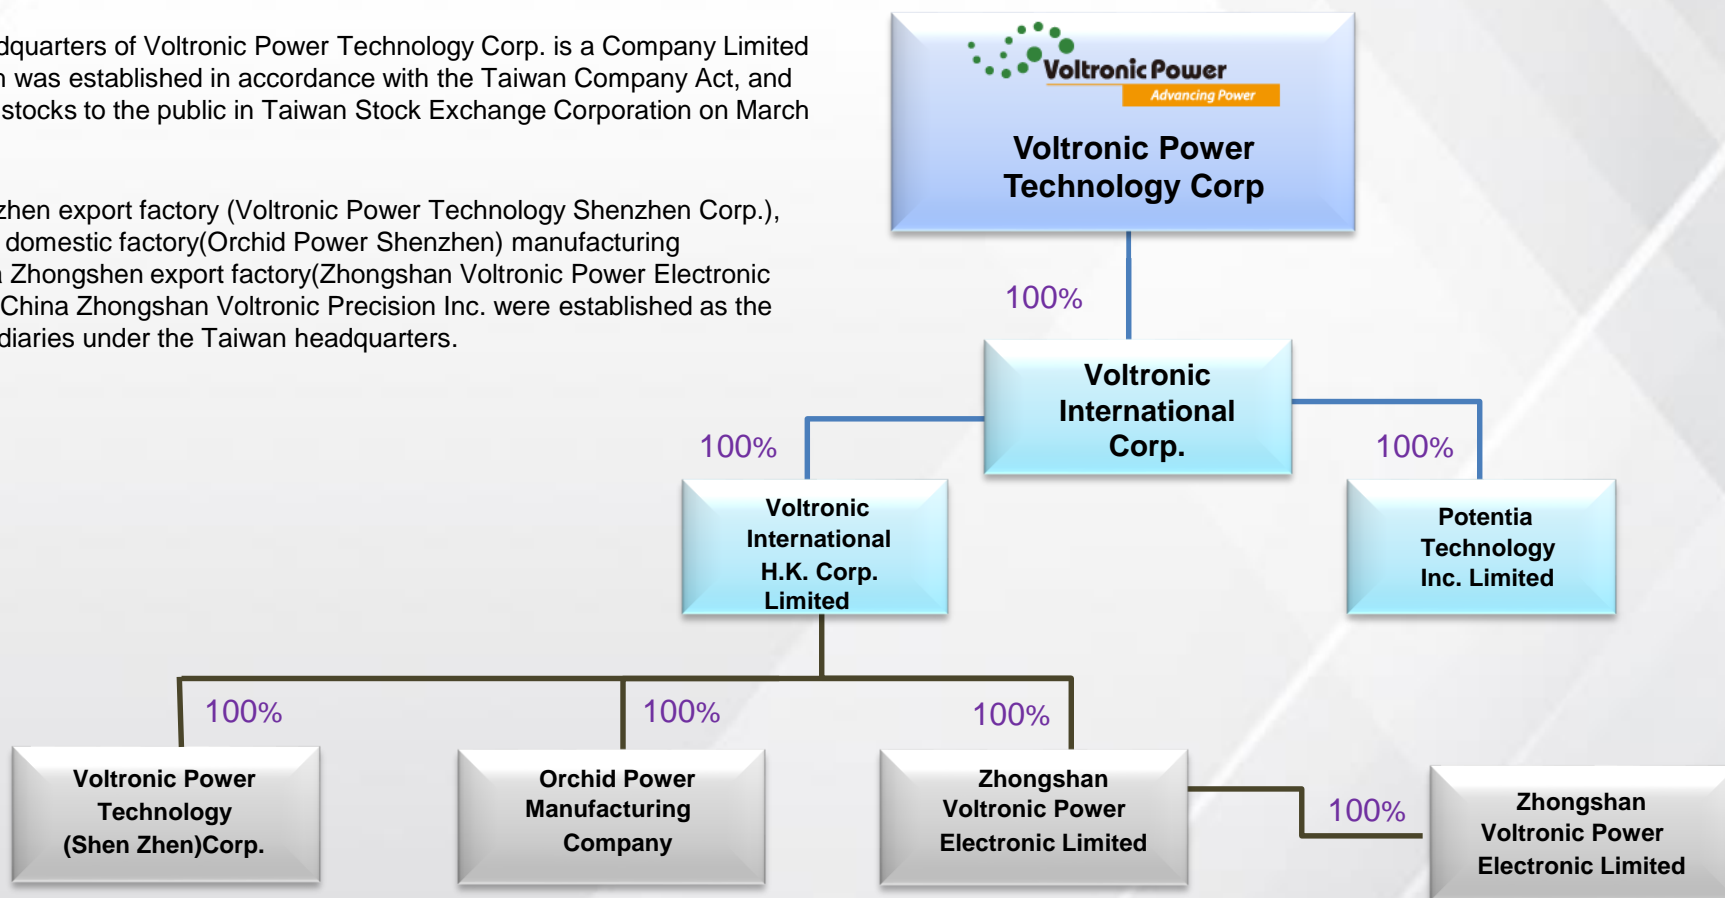 dquarters of Voltronic Power Technology Corp. is a Company Limited
was established in accordance with the Taiwan Company Act, and
stocks to the public in Taiwan Stock Exchange Corporation on March
zhen export factory (Voltronic Power Technology Shenzhen Corp.),
domestic factory(Orchid Power Shenzhen) manufacturing
Zhongshen export factory(Zhongshan Voltronic Power Electronic
China Zhongshan Voltronic Precision Inc. were established as the
diaries under the Taiwan headquarters.
Voltronic Power
Advancing Power
Voltronic Power
Technology Corp
100%
Voltronic
International
Corp.
100%
100%
Voltronic
International
H.K. Corp.
Limited
Potentia
Technology
Inc. Limited
100%
100%
100%
Voltronic Power
Technology
(Shen Zhen)Corp.
Orchid Power
Manufacturing
Company
Zhongshan
Voltronic Power
Electronic Limited
100%
Zhongshan
Voltronic Power
Electronic Limited